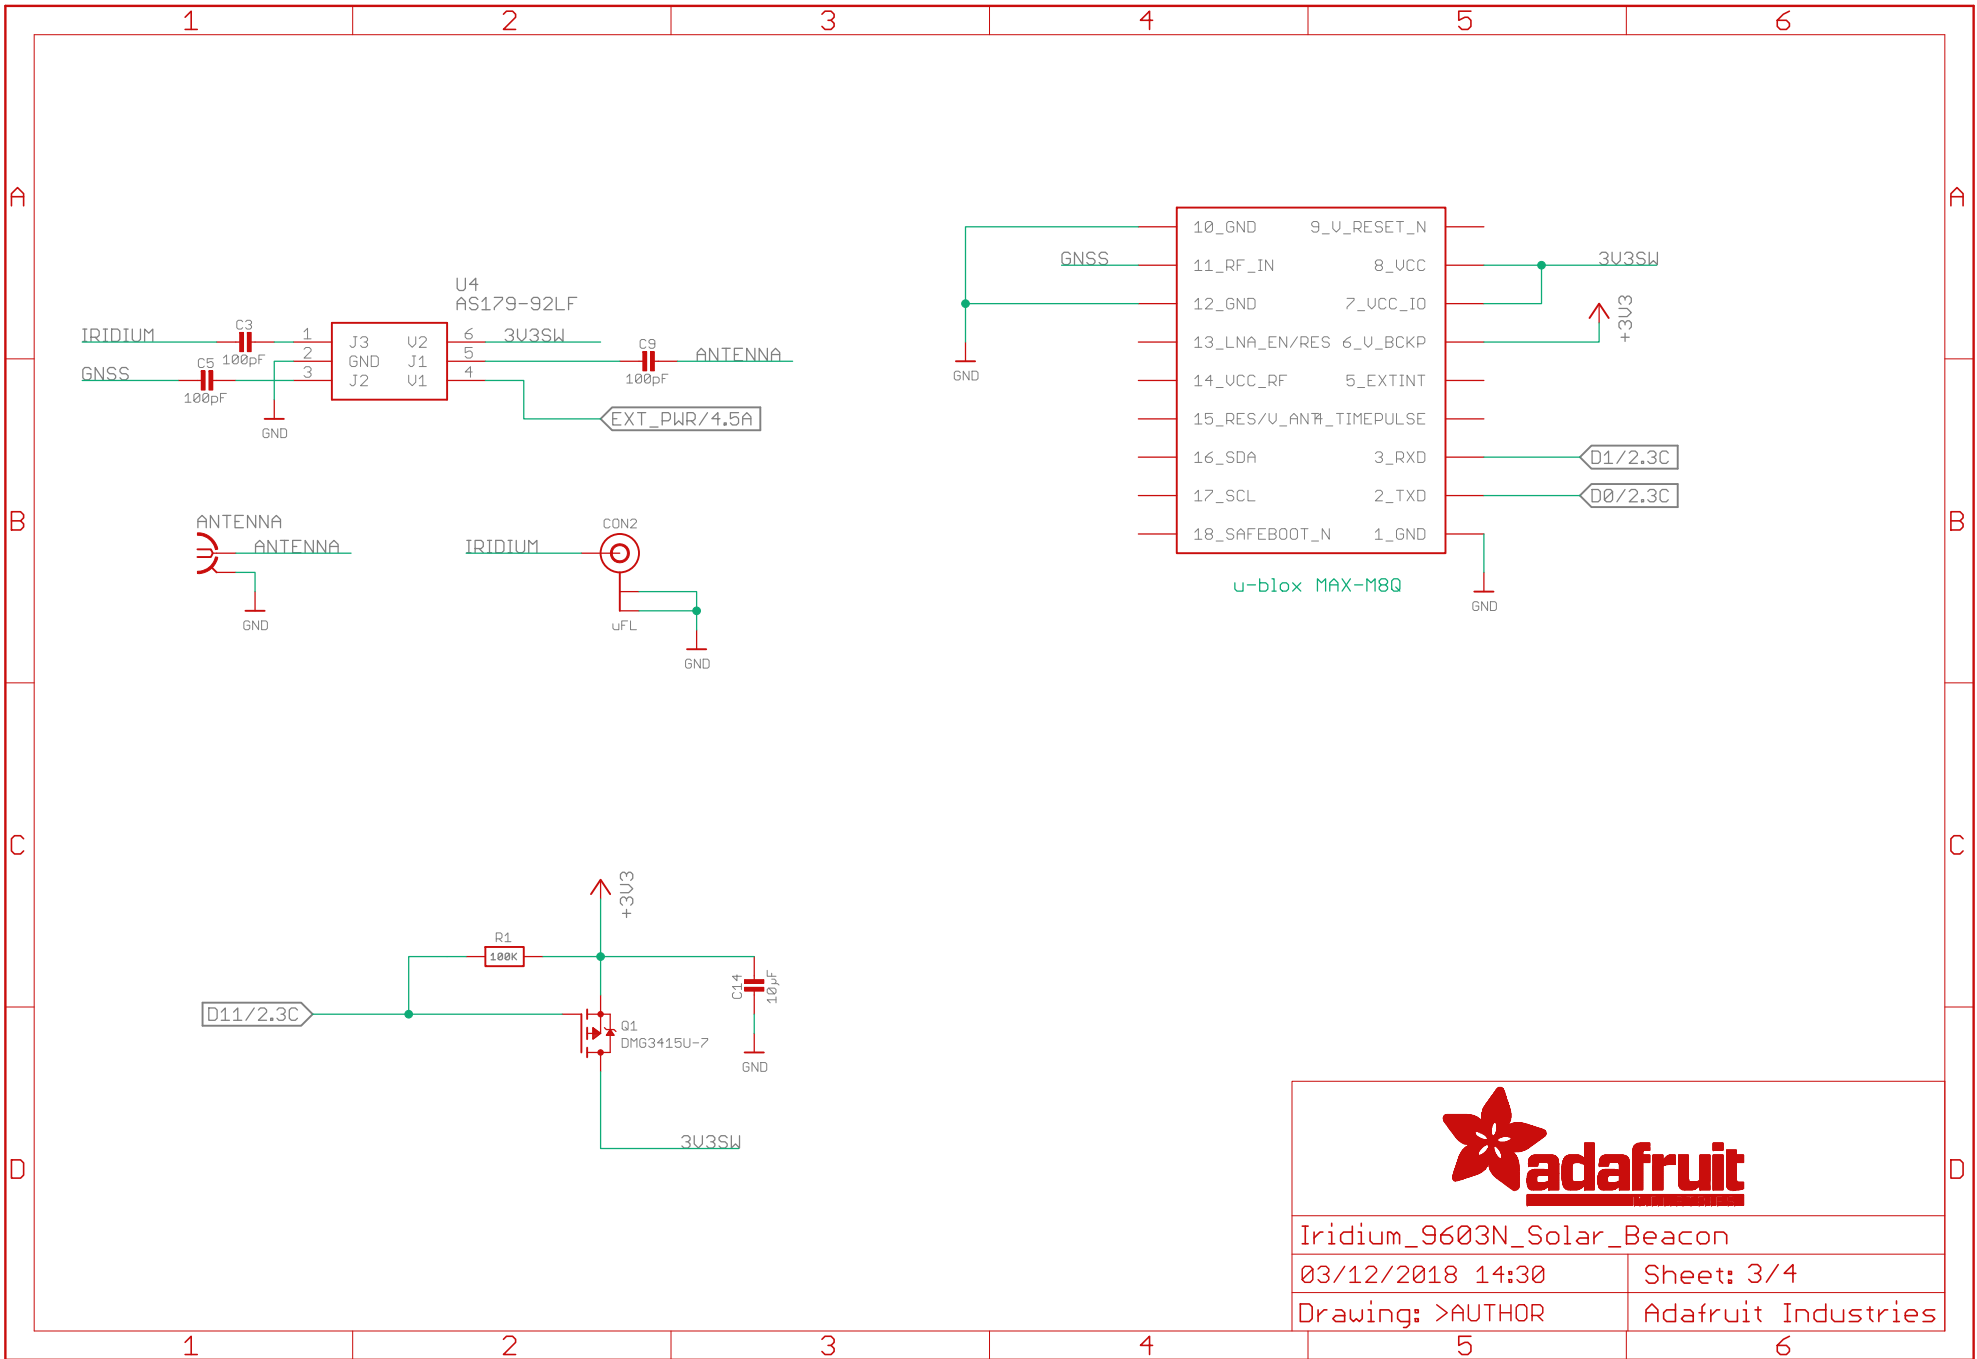 1 2 3 4 5 6
A
A
U4
AS179-92LF
IRIDIUM
C3
100pF
GNSS
C5
100pF
1 J3 V2 6
2 GND J1 5
3 J2 V1 4
3V3SW
C9
100pF
ANTENNA
EXT_PWR/4.5A
GND
10_GND 9_V_RESET_N
GNSS 11_RF_IN 8_VCC 3V3SW
12_GND 7_VCC_IO
13_LNA_EN/RES 6_V_BCKP
+3V3
14_VCC_RF 5_EXTINT
15_RES/V_ANT 4_TIMEPULSE
16_SDA 3_RXD D1/2.3C
17_SCL 2_TXD D0/2.3C
18_SAFEBOOT_N 1_GND
GND
u-blox MAX-M8Q
GND
B
B
ANTENNA
ANTENNA
GND
IRIDIUM
CON2
uFL
GND
C
C
+3V3
R1
100K
C14
10µF
D11/2.3C
Q1
DMG3415U-7
GND
3V3SW
D
D
adafruit
Iridium_9603N_Solar_Beacon
03/12/2018 14:30
Sheet: 3/4
Drawing: >AUTHOR
Adafruit Industries
1 2 3 4 5 6